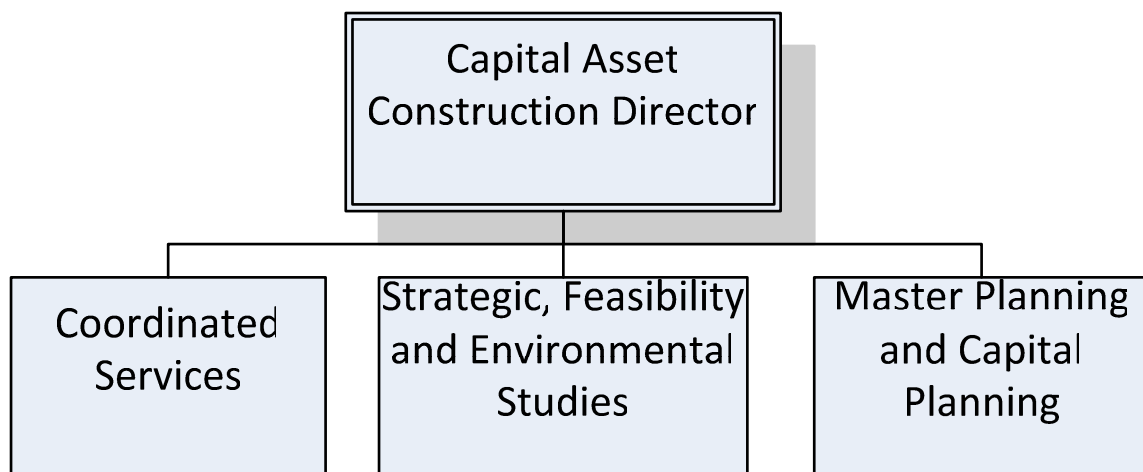 Capital Asset
Construction Director
Coordinated
Services
Strategic, Feasibility
and Environmental
Studies
Master Planning
and Capital
Planning